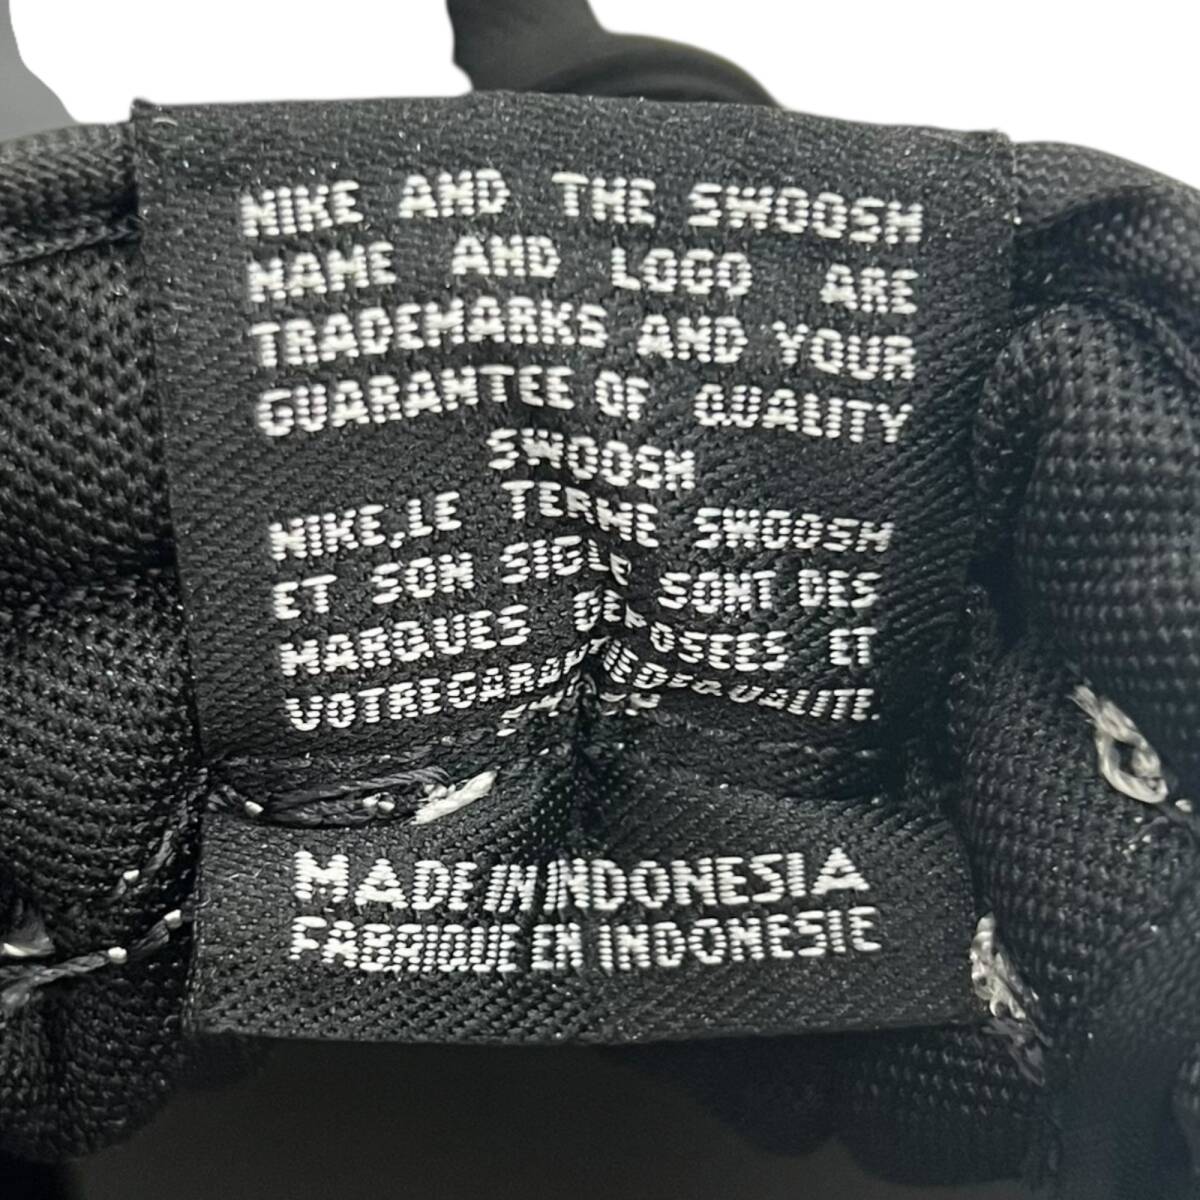 NIKE AND THE SWOOSH
NAME AND LOGO ARE
TRADEMARKS AND YOUR
GUARANTEE OF QUALITY
SWOOSH
NIKE,LE TERME SWOOSH
ET SON SIGLE SONT DES
MARQUES DEPOSEES ET
VOTREGARANTIEDEQUALITE.
MADE IN INDONESIA
FABRIQUE EN INDONESIE